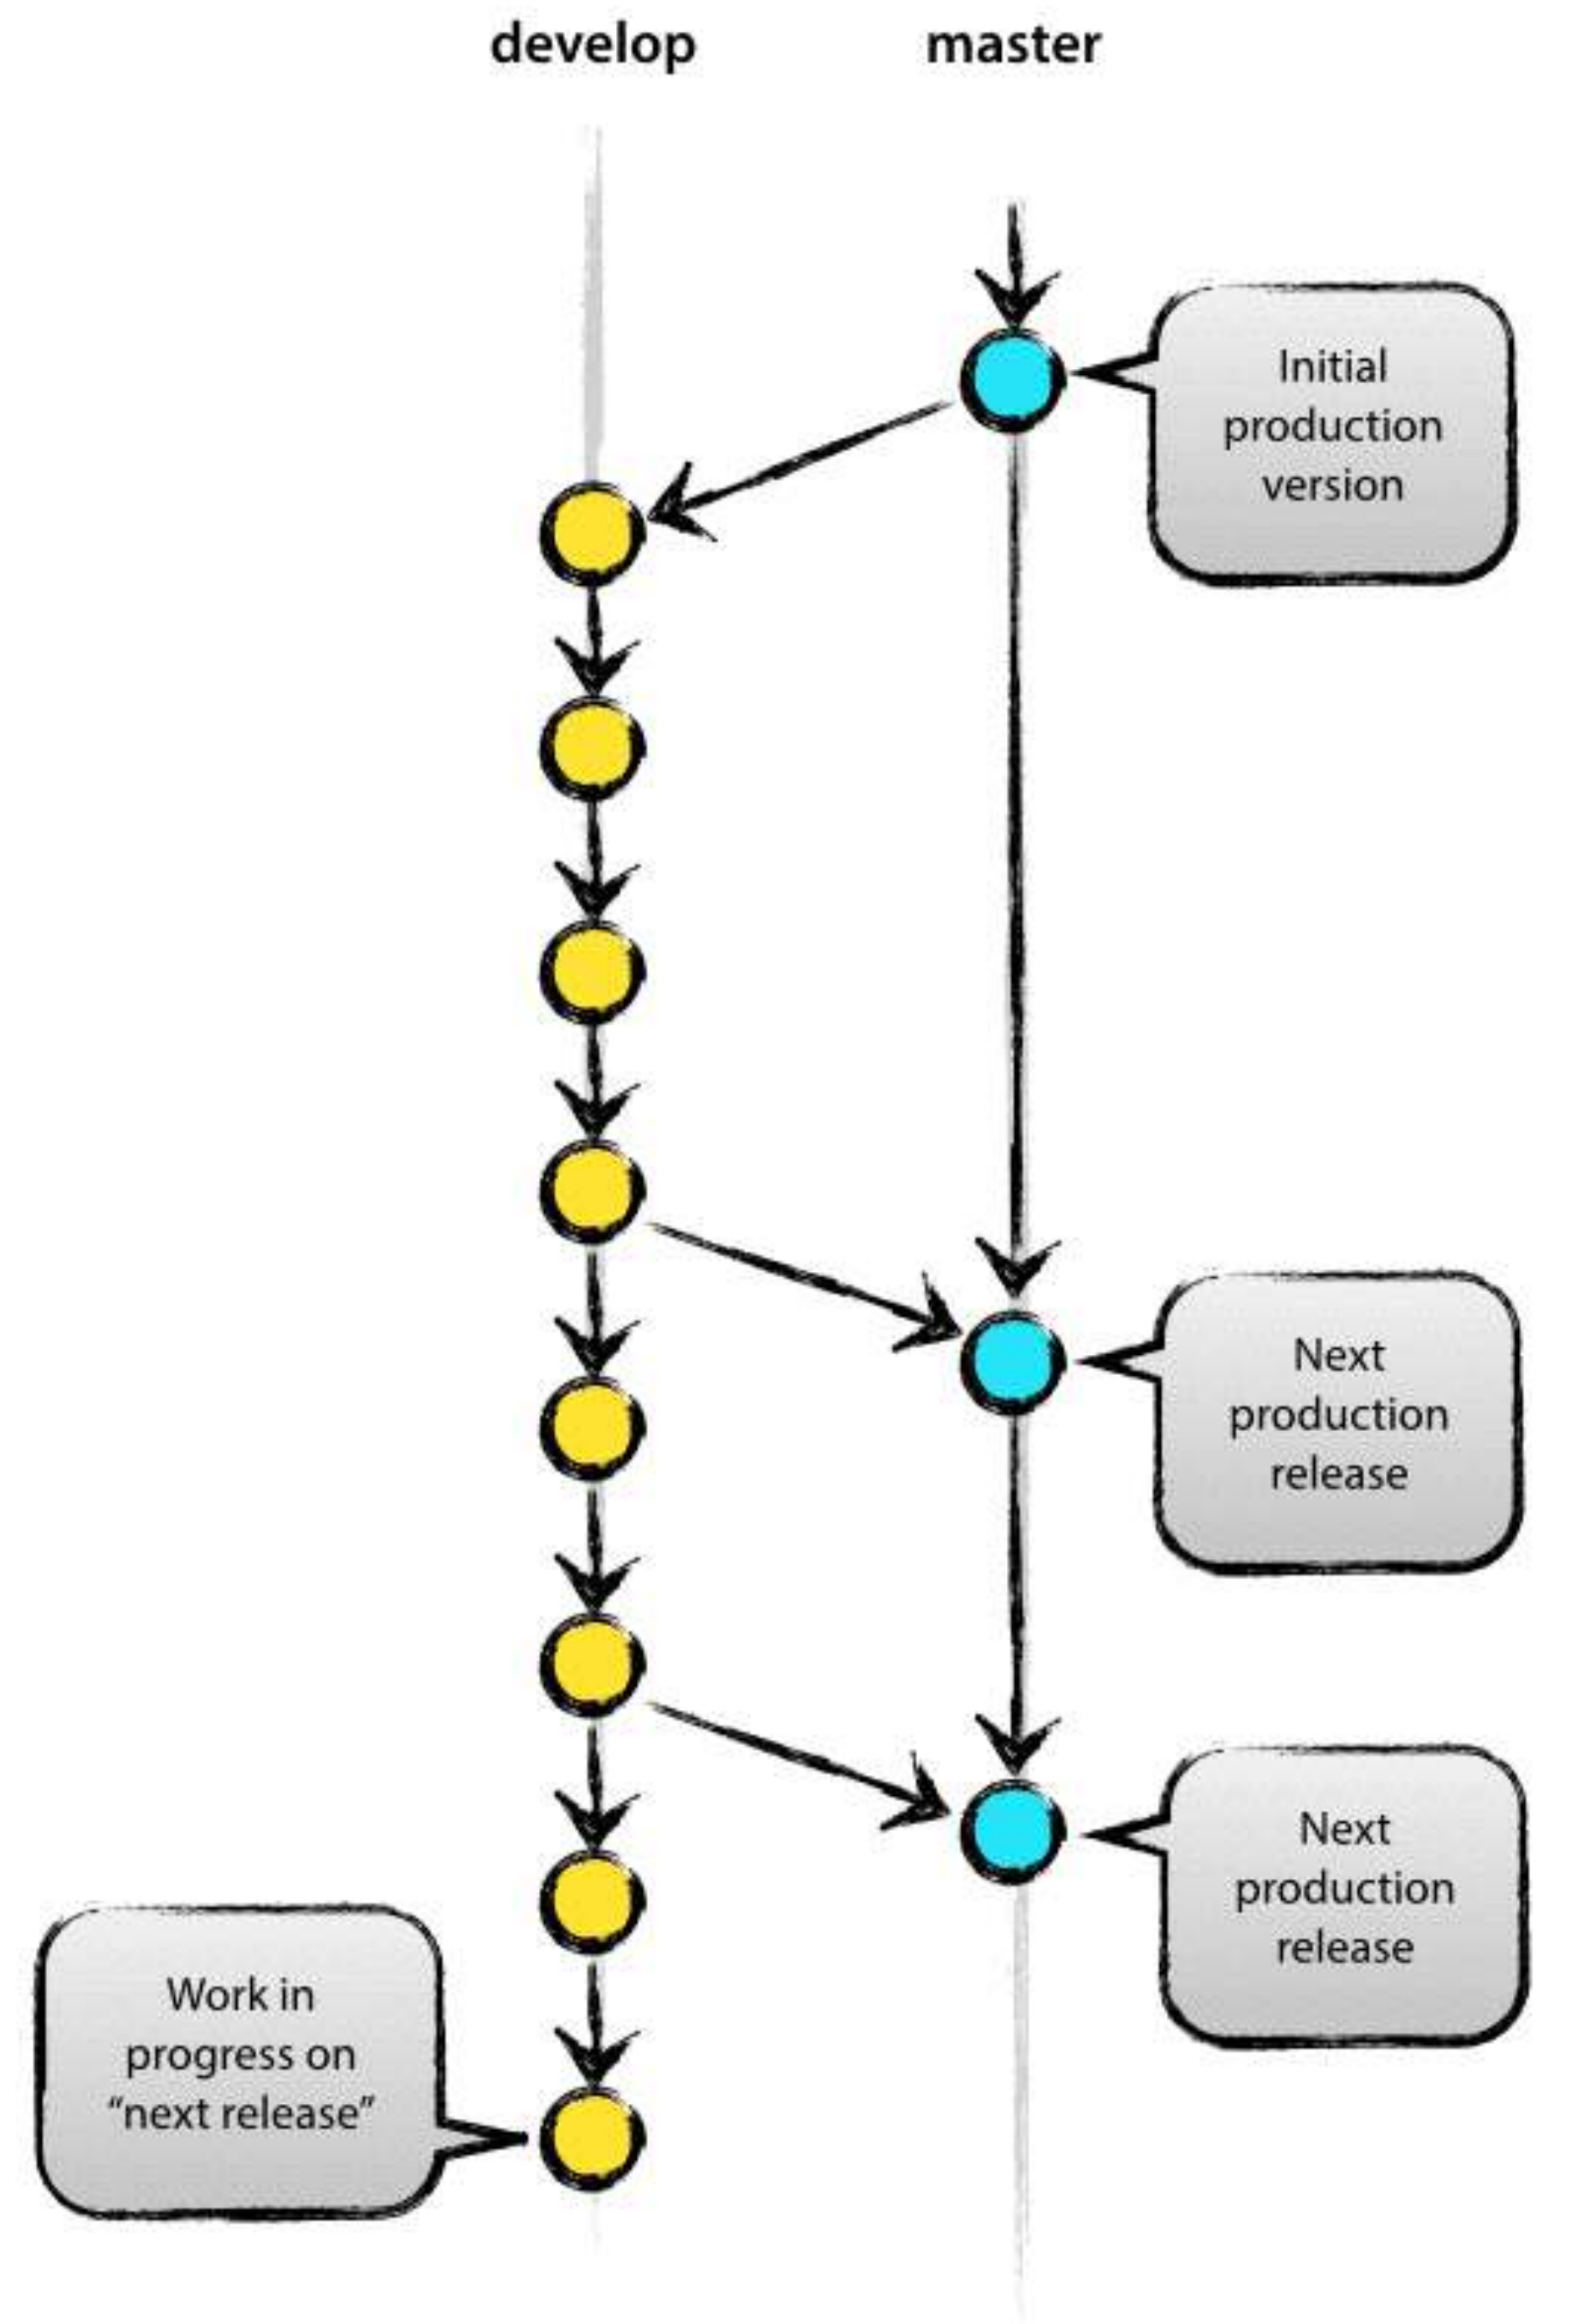 develop
master
Initial
production
version
Next
production
release
Next
production
release
Work in
progress on
“next release”